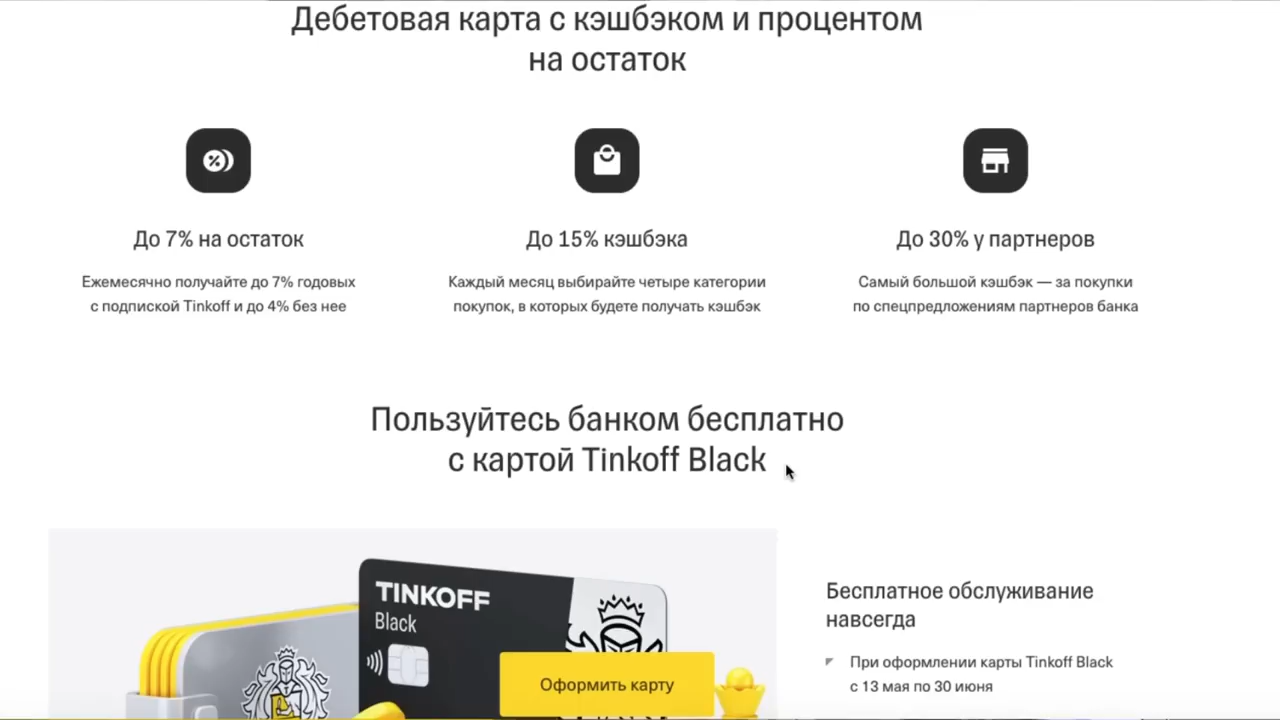 Дебетовая карта с кэшбэком и процентом
на остаток
До 7% на остаток
Ежемесячно получайте до 7% годовых
с подпиской Tinkoff и до 4% без нее
До 15% кэшбэка
Каждый месяц выбирайте четыре категории
покупок, в которых будете получать кэшбэк
До 30% у партнеров
Самый большой кэшбэк — за покупки
по спецпредложениям партнеров банка
Пользуйтесь банком бесплатно
с картой Tinkoff Black
TINKOFF
Black
Оформить карту
Бесплатное обслуживание
навсегда
При оформлении карты Tinkoff Black
с 13 мая по 30 июня